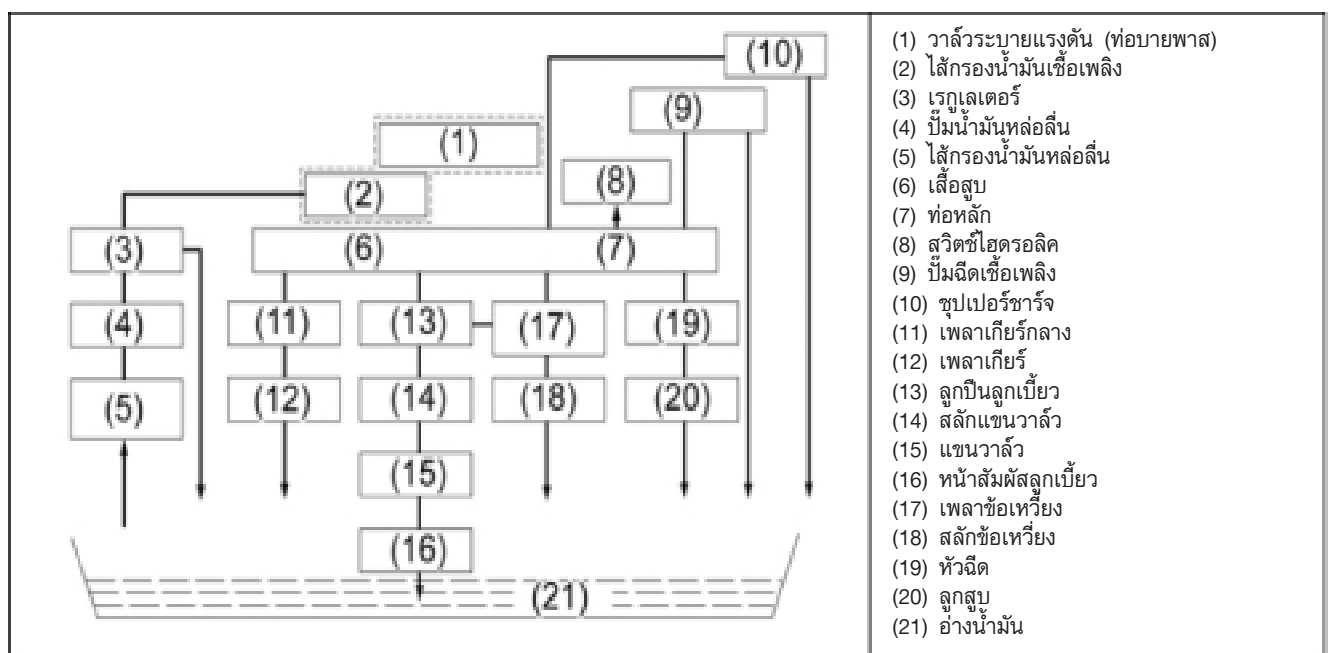 (10)
(9)
(1)
(8)
(2)
(3)
(6)
(7)
(4)
(11)
(13)
(17)
(19)
(5)
(12)
(14)
(18)
(20)
(15)
(16)
(21)
(1) วาล์วระบายแรงดัน (ท่อบายพาส)
(2) ไส้กรองน้ำมันเชื้อเพลิง
(3) เรกูเลเตอร์
(4) ปั๊มน้ำมันหล่อลื่น
(5) ไส้กรองน้ำมันหล่อลื่น
(6) เสื้อสูบ
(7) ท่อหลัก
(8) สวิตช์ไฮดรอลิค
(9) ปั๊มฉีดเชื้อเพลิง
(10) ซุปเปอร์ชาร์จ
(11) เพลาเกียร์กลาง
(12) เพลาเกียร์
(13) ลูกปืนลูกเบี้ยว
(14) สลักแขนวาล์ว
(15) แขนวาล์ว
(16) หน้าสัมผัสลูกเบี้ยว
(17) เพลาข้อเหวี่ยง
(18) สลักข้อเหวี่ยง
(19) หัวฉีด
(20) ลูกสูบ
(21) อ่างน้ำมัน